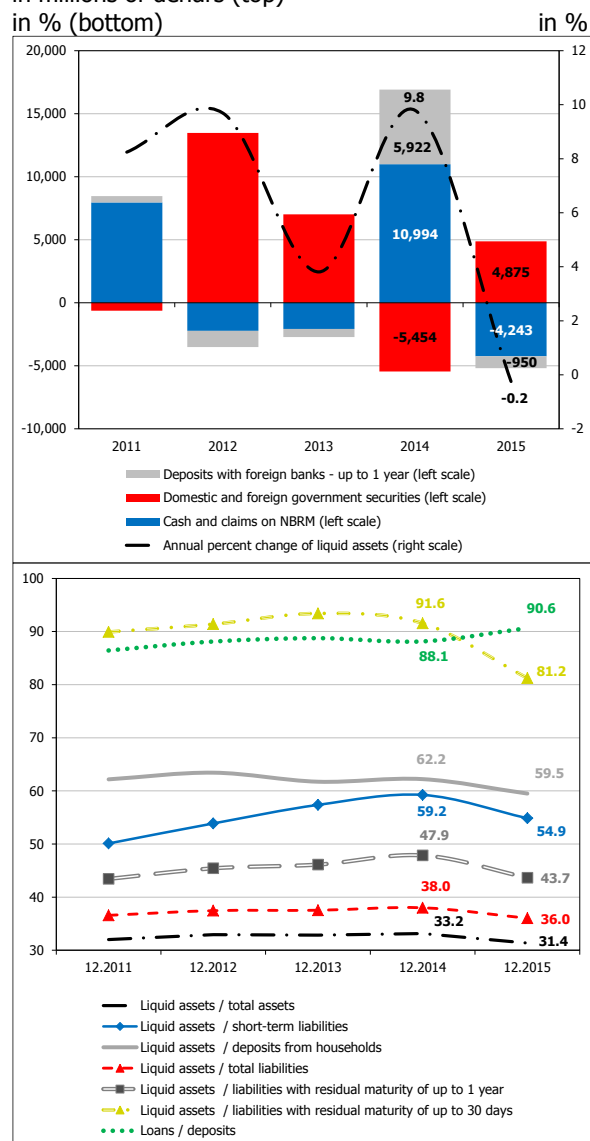 in % (bottom) in %
20,000 12
15,000 10
10,000 8
5,000 6
0 4
-5,000 2
-10,000 0
-2
9.8
5,922
10,994
-5,454
4,875
-4,243
-950
-0.2
2011 2012 2013 2014 2015
Deposits with foreign banks - up to 1 year (left scale)
Domestic and foreign government securities (left scale)
Cash and claims on NBRM (left scale)
Annual percent change of liquid assets (right scale)
100
90
80
70
60
50
40
30
91.6 90.6
88.1
81.2
62.2 59.5
59.2
54.9
47.9
43.7
38.0
36.0
33.2
31.4
12.2011 12.2012 12.2013 12.2014 12.2015
Liquid assets / total assets
Liquid assets / short-term liabilities
Liquid assets / deposits from households
Liquid assets / total liabilities
Liquid assets / liabilities with residual maturity of up to 1 year
Liquid assets / liabilities with residual maturity of up to 30 days
Loans / deposits